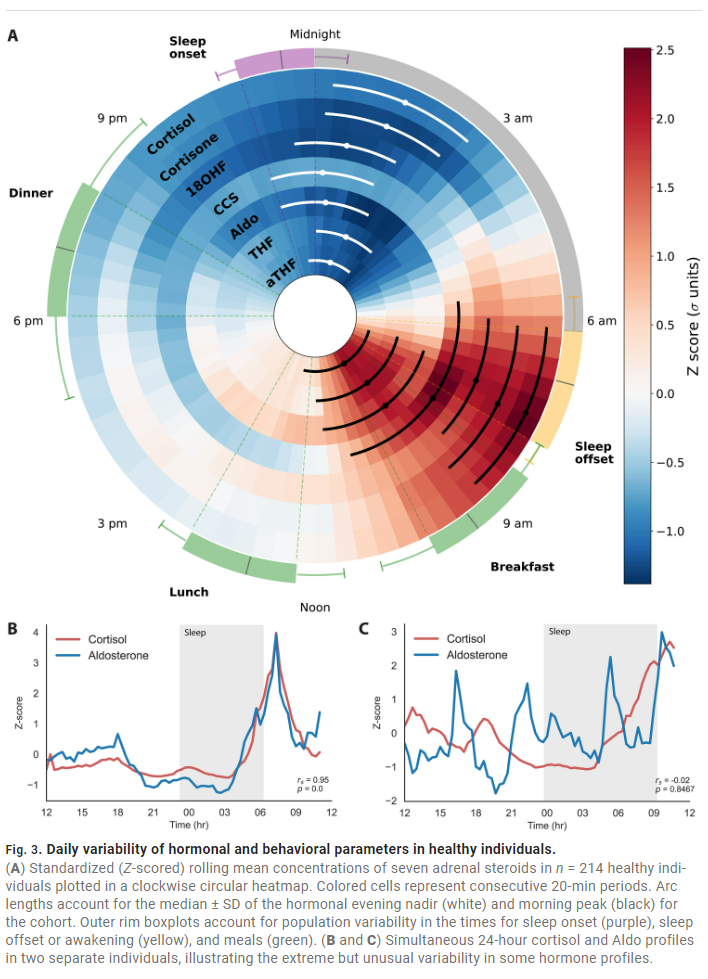 A
Midnight
Sleep
onset
9 pm
3 am
Cortisol
Cortisone
18OHF
CCS
Aldo
THF
aTHF
Dinner
6 pm
6 am
Sleep
offset
3 pm
9 am
Breakfast
Lunch
Noon
2.5
2.0
1.5
1.0
0.5
0.0
−0.5
−1.0
Z score (σ units)
B
Cortisol
Aldosterone
Sleep
4
3
2
1
0
−1
Z-score
rs = 0.95
p = 0.0
12 15 18 21 00 03 06 09 12
Time (hr)
C
Cortisol
Aldosterone
Sleep
3
2
1
0
−1
−2
Z-score
rs = -0.02
p = 0.8467
12 15 18 21 00 03 06 09 12
Time (hr)
Fig. 3. Daily variability of hormonal and behavioral parameters in healthy individuals.
(A) Standardized (Z-scored) rolling mean concentrations of seven adrenal steroids in n = 214 healthy indi-
viduals plotted in a clockwise circular heatmap. Colored cells represent consecutive 20-min periods. Arc
lengths account for the median ± SD of the hormonal evening nadir (white) and morning peak (black) for
the cohort. Outer rim boxplots account for population variability in the times for sleep onset (purple), sleep
offset or awakening (yellow), and meals (green). (B and C) Simultaneous 24-hour cortisol and Aldo profiles
in two separate individuals, illustrating the extreme but unusual variability in some hormone profiles.